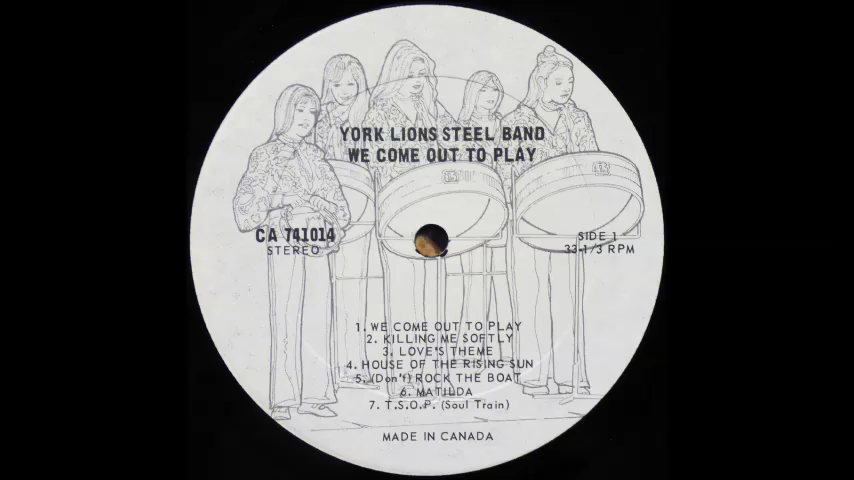 YORK LIONS STEEL BAND
WE COME OUT TO PLAY
CA 741014
STEREO
SIDE 1
33-1/3 RPM
1. WE COME OUT TO PLAY
2. KILLING ME SOFTLY
3. LOVE'S THEME
4. HOUSE OF THE RISING SUN
5. (Don't) ROCK THE BOAT
6. MATILDA
7. T.S.O.P. (Soul Train)
MADE IN CANADA